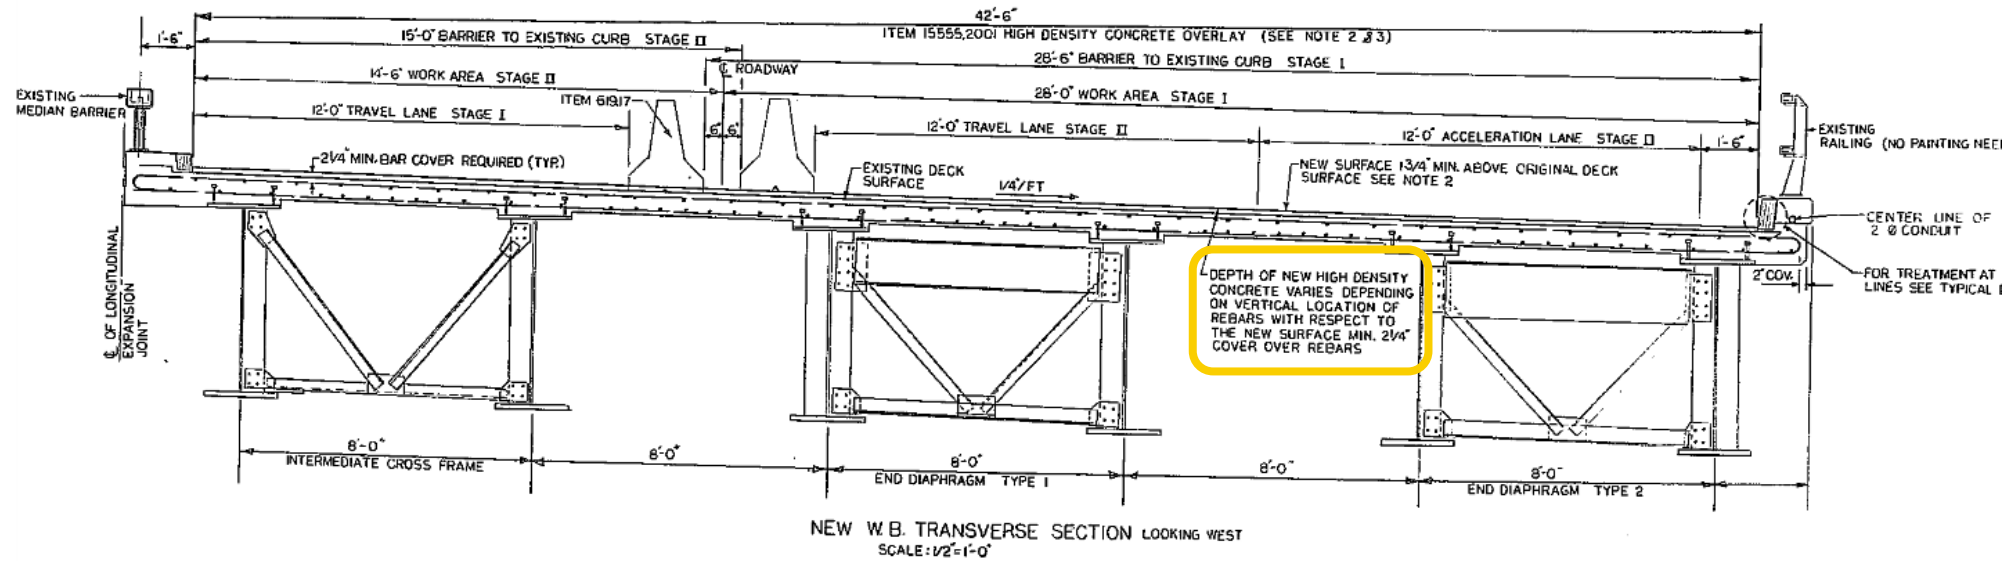 42'-6"
ITEM 15555.2001 HIGH DENSITY CONCRETE OVERLAY (SEE NOTE 2 & 3)
1'-6"
15'-0" BARRIER TO EXISTING CURB STAGE II
28'-6" BARRIER TO EXISTING CURB STAGE I
℄ ROADWAY
14'-6" WORK AREA STAGE II
28'-0" WORK AREA STAGE I
EXISTING
MEDIAN BARRIER
ITEM 619.17
12'-0" TRAVEL LANE STAGE I
6" 6"
12'-0" TRAVEL LANE STAGE II
12'-0" ACCELERATION LANE STAGE II
1'-6"
EXISTING
RAILING (NO PAINTING NEE
2 1/4" MIN. BAR COVER REQUIRED (TYP.)
EXISTING DECK
SURFACE
1/4"/FT
NEW SURFACE 1 3/4" MIN. ABOVE ORIGINAL DECK
SURFACE SEE NOTE 2
CENTER LINE OF
2" Ø CONDUIT
2" COV.
FOR TREATMENT AT
LINES SEE TYPICAL
DEPTH OF NEW HIGH DENSITY
CONCRETE VARIES DEPENDING
ON VERTICAL LOCATION OF
REBARS WITH RESPECT TO
THE NEW SURFACE MIN. 2 1/4"
COVER OVER REBARS
℄ OF LONGITUDINAL
EXPANSION
JOINT
8'-0"
INTERMEDIATE CROSS FRAME
8'-0"
8'-0"
END DIAPHRAGM TYPE 1
8'-0"
8'-0"
END DIAPHRAGM TYPE 2
NEW W.B. TRANSVERSE SECTION LOOKING WEST
SCALE: 1/2"=1'-0"